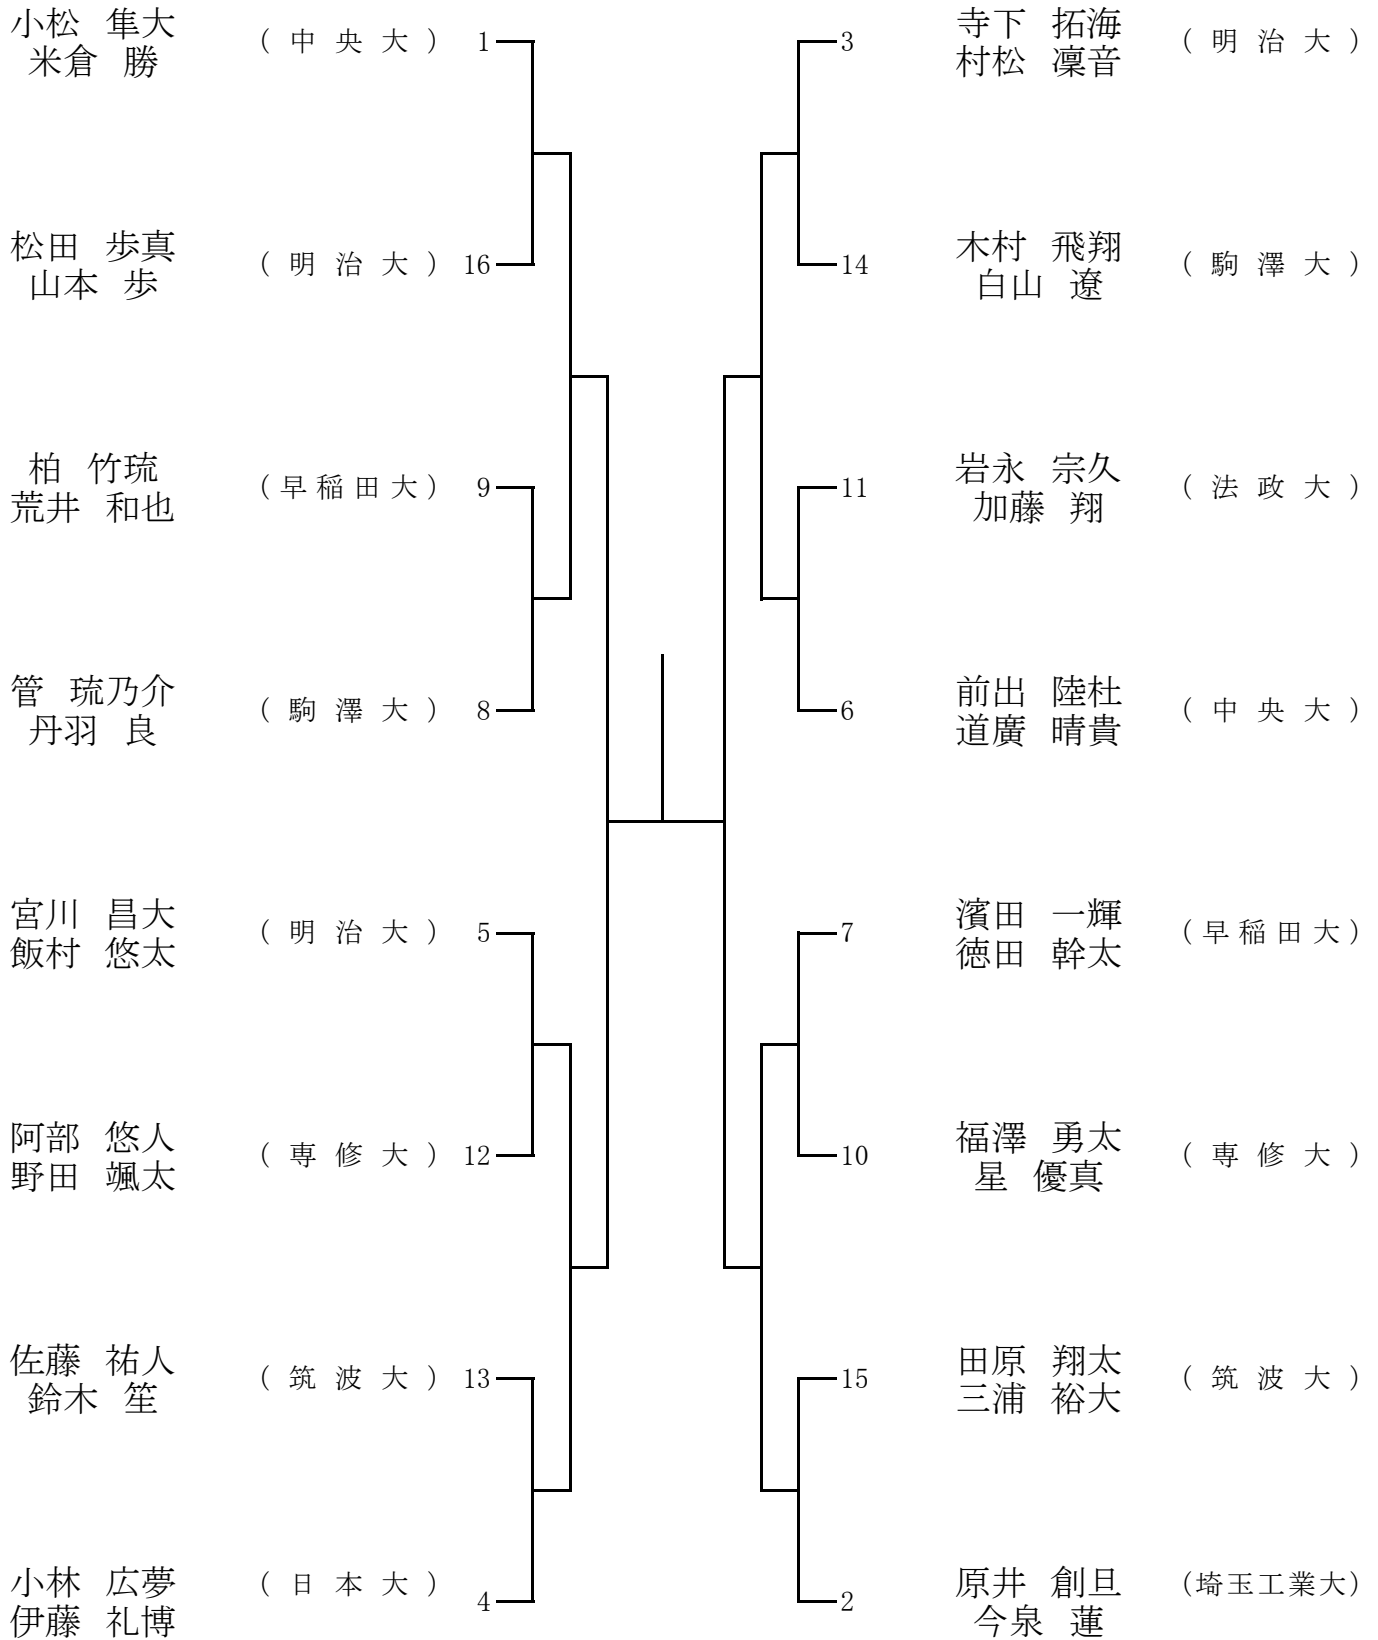 小松 隼大
米倉 勝
(中央大) 1
松田 歩真
山本 歩
(明治大) 16
柏 竹琉
荒井 和也
(早稲田大) 9
管 琉乃介
丹羽 良
(駒澤大) 8
宮川 昌大
飯村 悠太
(明治大) 5
阿部 悠人
野田 颯太
(専修大) 12
佐藤 祐人
鈴木 笙
(筑波大) 13
小林 広夢
伊藤 礼博
(日本大) 4
3 寺下 拓海
村松 凜音
(明治大)
14 木村 飛翔
白山 遼
(駒澤大)
11 岩永 宗久
加藤 翔
(法政大)
6 前出 陸杜
道廣 晴貴
(中央大)
7 濱田 一輝
徳田 幹太
(早稲田大)
10 福澤 勇太
星 優真
(専修大)
15 田原 翔太
三浦 裕大
(筑波大)
2 原井 創旦
今泉 蓮
(埼玉工業大)